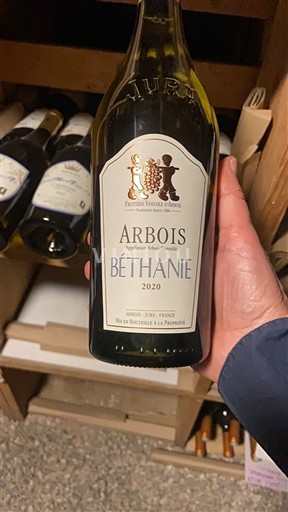 JURA
FRUITIÈRE VINICOLE D'ARBOIS
ARBOIS
Appellation Arbois Contrôlée
BÉTHANIE
2020
ARBOIS - JURA - FRANCE
MIS EN BOUTEILLE À LA PROPRIÉTÉ